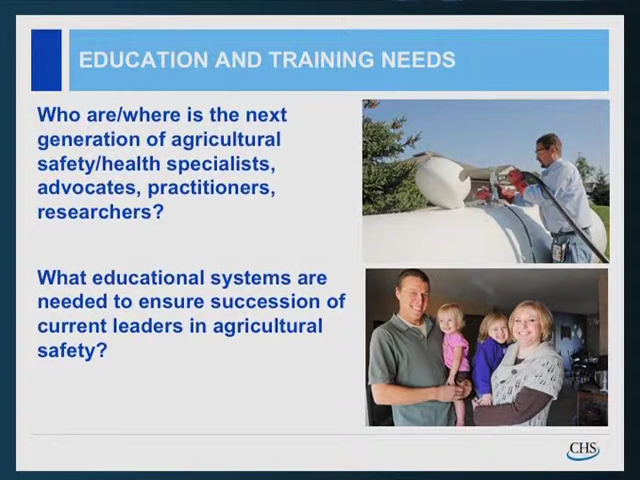 EDUCATION AND TRAINING NEEDS
Who are/where is the next
generation of agricultural
safety/health specialists,
advocates, practitioners,
researchers?
What educational systems are
needed to ensure succession of
current leaders in agricultural
safety?
CHS